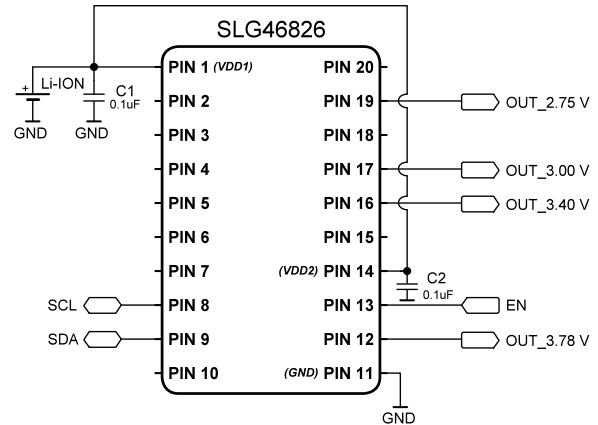 SLG46826
PIN 1 (VDD1)
PIN 20
Li-ION
+
C1
0.1uF
GND
GND
PIN 2
PIN 19
OUT_2.75 V
PIN 3
PIN 18
PIN 4
PIN 17
OUT_3.00 V
PIN 5
PIN 16
OUT_3.40 V
PIN 6
PIN 15
PIN 7
(VDD2) PIN 14
C2
0.1uF
SCL
PIN 8
PIN 13
EN
SDA
PIN 9
PIN 12
OUT_3.78 V
PIN 10
(GND) PIN 11
GND